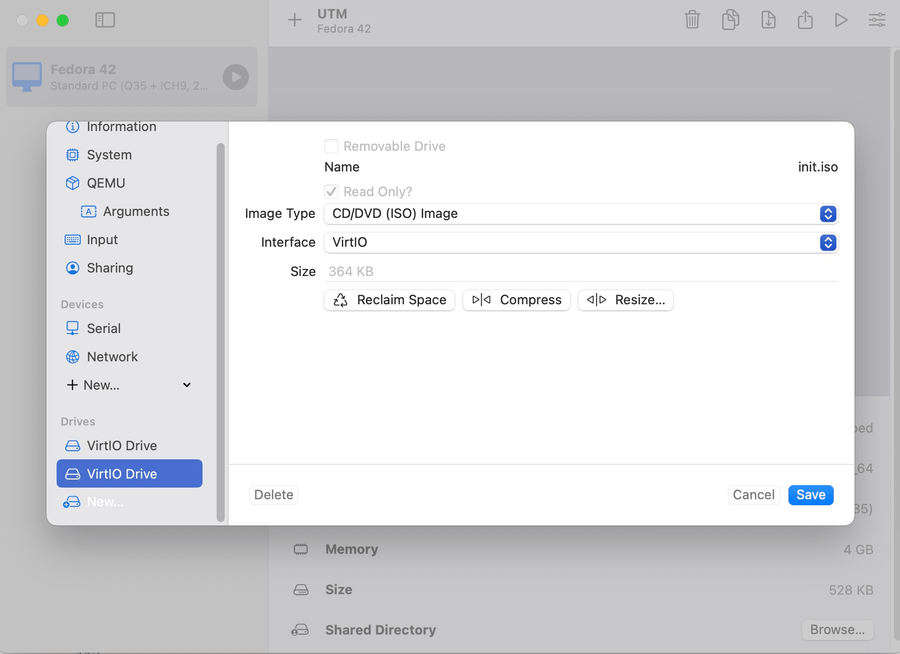 UTM
Fedora 42
Fedora 42
Standard PC (Q35 + ICH9, 2...
Information
System
QEMU
Arguments
Input
Sharing
Devices
Serial
Network
New...
Drives
VirtIO Drive
VirtIO Drive
New...
Removable Drive
Name init.iso
Read Only?
Image Type CD/DVD (ISO) Image
Interface VirtIO
Size 364 KB
Reclaim Space Compress Resize...
Delete Cancel Save
Memory 4 GB
Size 528 KB
Shared Directory Browse...